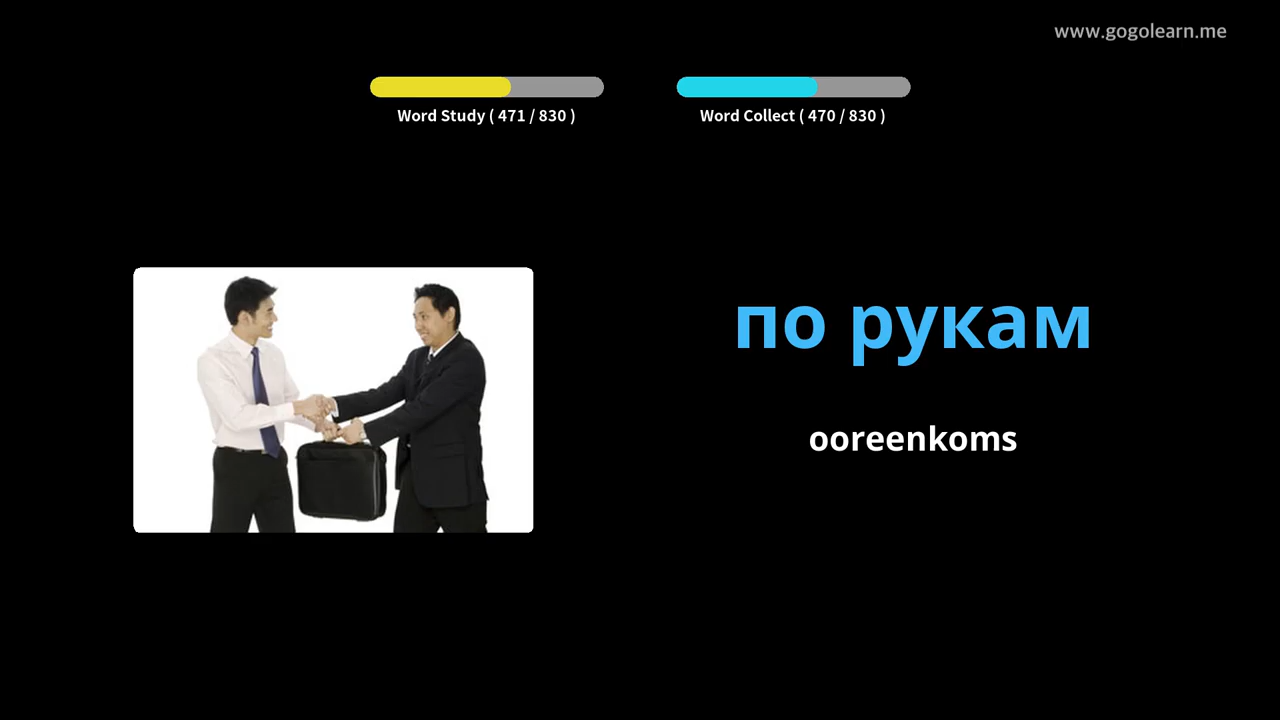 www.gogolearn.me
Word Study ( 471 / 830 )
Word Collect ( 470 / 830 )
по рукам
ooreenkoms